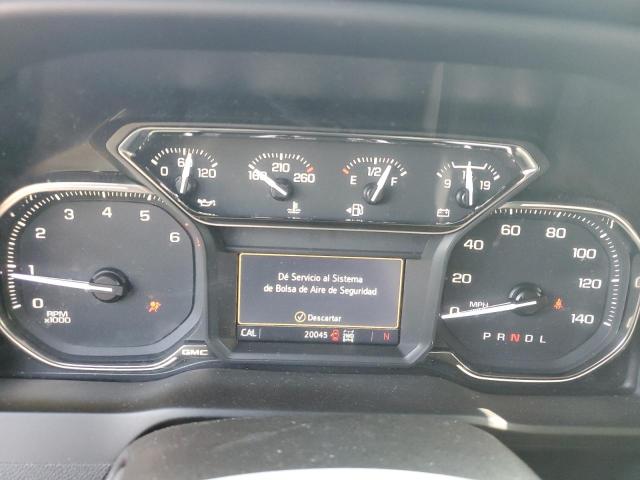 0 60 120
160 210 260
E 1/2 F
9 19
0 1 2 3 4 5 6
RPM
x1000
GMC
Dé Servicio al Sistema
de Bolsa de Aire de Seguridad
Descartar
CAL 20045 N
0 20 40 60 80 100 120 140
MPH
P R N D L